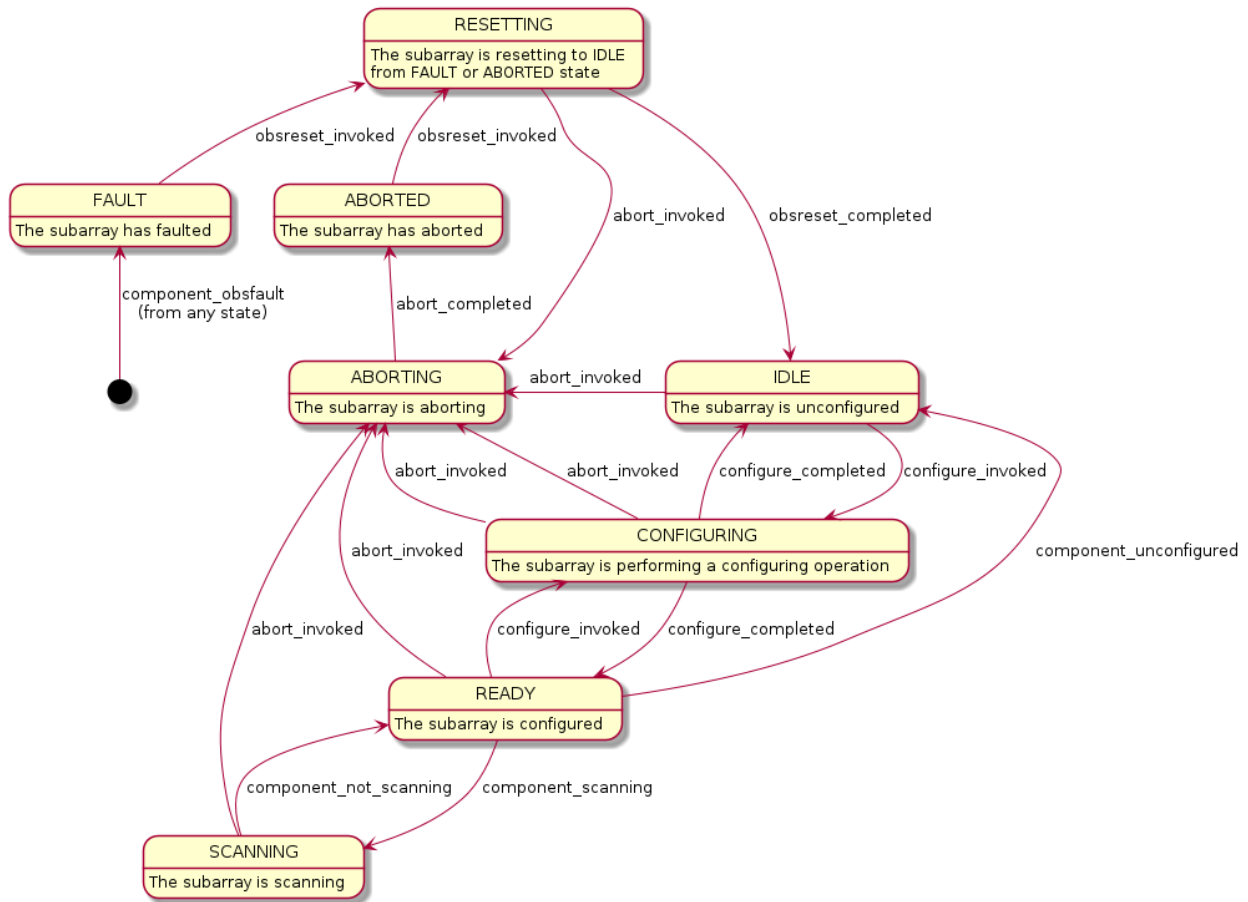 RESETTING
The subarray is resetting to IDLE
from FAULT or ABORTED state
obsreset_invoked
obsreset_invoked
FAULT
The subarray has faulted
ABORTED
The subarray has aborted
abort_invoked
obsreset_completed
component_obsfault
(from any state)
abort_completed
ABORTING
The subarray is aborting
abort_invoked
IDLE
The subarray is unconfigured
abort_invoked
abort_invoked
configure_completed
configure_invoked
CONFIGURING
The subarray is performing a configuring operation
abort_invoked
component_unconfigured
abort_invoked
configure_invoked
configure_completed
READY
The subarray is configured
component_not_scanning
component_scanning
SCANNING
The subarray is scanning